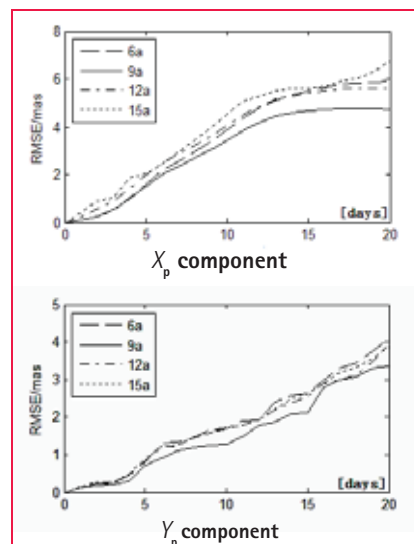 8
6
4
2
0
RMSE/mas
6a
9a
12a
15a
[days]
0 5 10 15 20
Xp component
5
4
3
2
1
0
RMSE/mas
6a
9a
12a
15a
[days]
0 5 10 15 20
Yp component